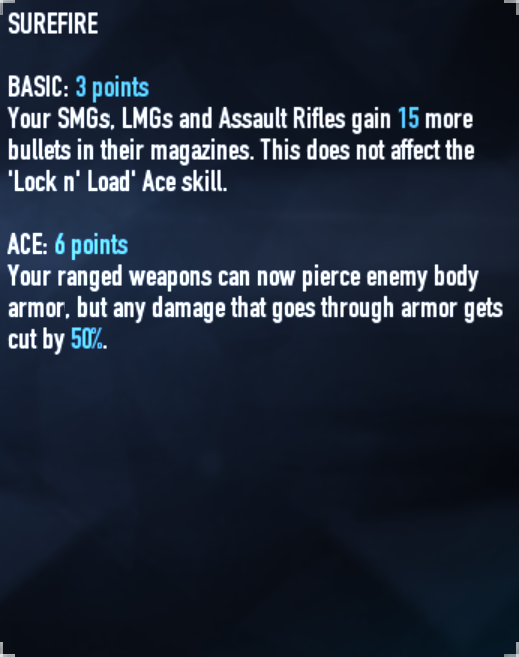 SUREFIRE
BASIC: 3 points
Your SMGs, LMGs and Assault Rifles gain 15 more
bullets in their magazines. This does not affect the
'Lock n' Load' Ace skill.
ACE: 6 points
Your ranged weapons can now pierce enemy body
armor, but any damage that goes through armor gets
cut by 50%.